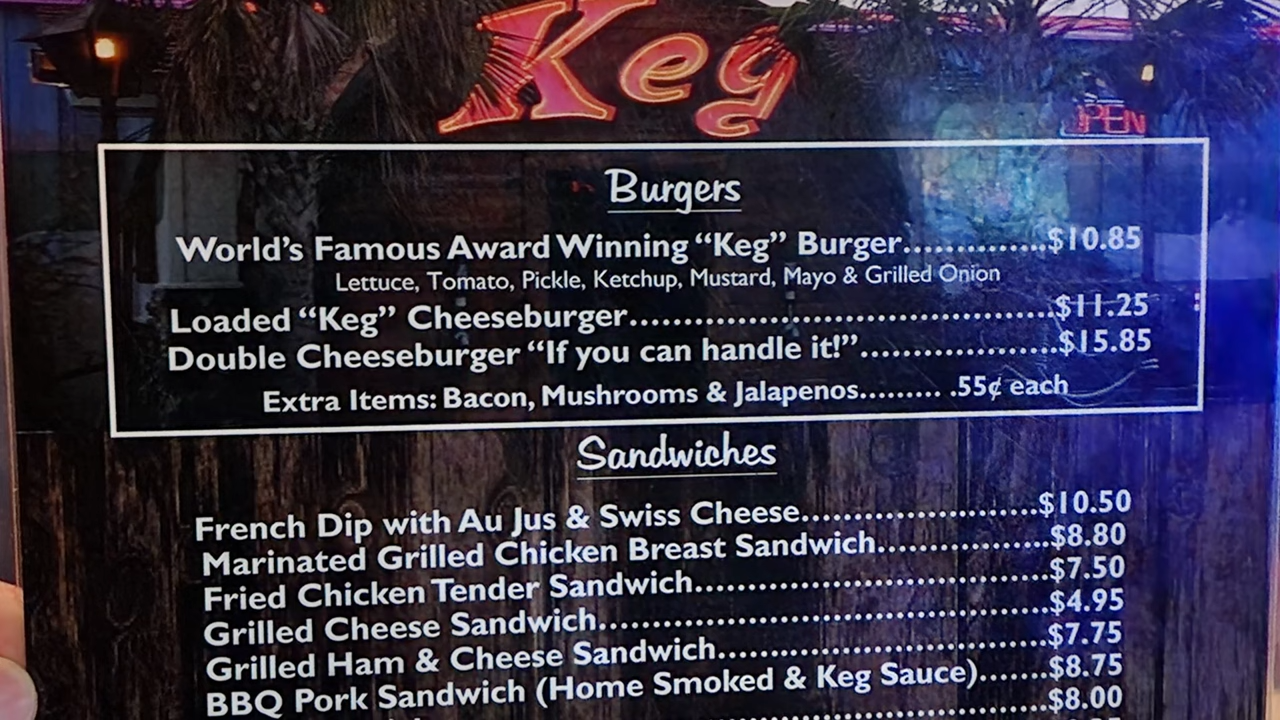 Keg
OPEN
Burgers
World's Famous Award Winning “Keg” Burger..............$10.85
Lettuce, Tomato, Pickle, Ketchup, Mustard, Mayo & Grilled Onion
Loaded “Keg” Cheeseburger..........................................$11.25
Double Cheeseburger “If you can handle it!”....................$15.85
Extra Items: Bacon, Mushrooms & Jalapenos......... .55¢ each
Sandwiches
French Dip with Au Jus & Swiss Cheese........................$10.50
Marinated Grilled Chicken Breast Sandwich.................$8.80
Fried Chicken Tender Sandwich...................................$7.50
Grilled Cheese Sandwich.............................................$4.95
Grilled Ham & Cheese Sandwich.................................$7.75
BBQ Pork Sandwich (Home Smoked & Keg Sauce).......$8.75
$8.00